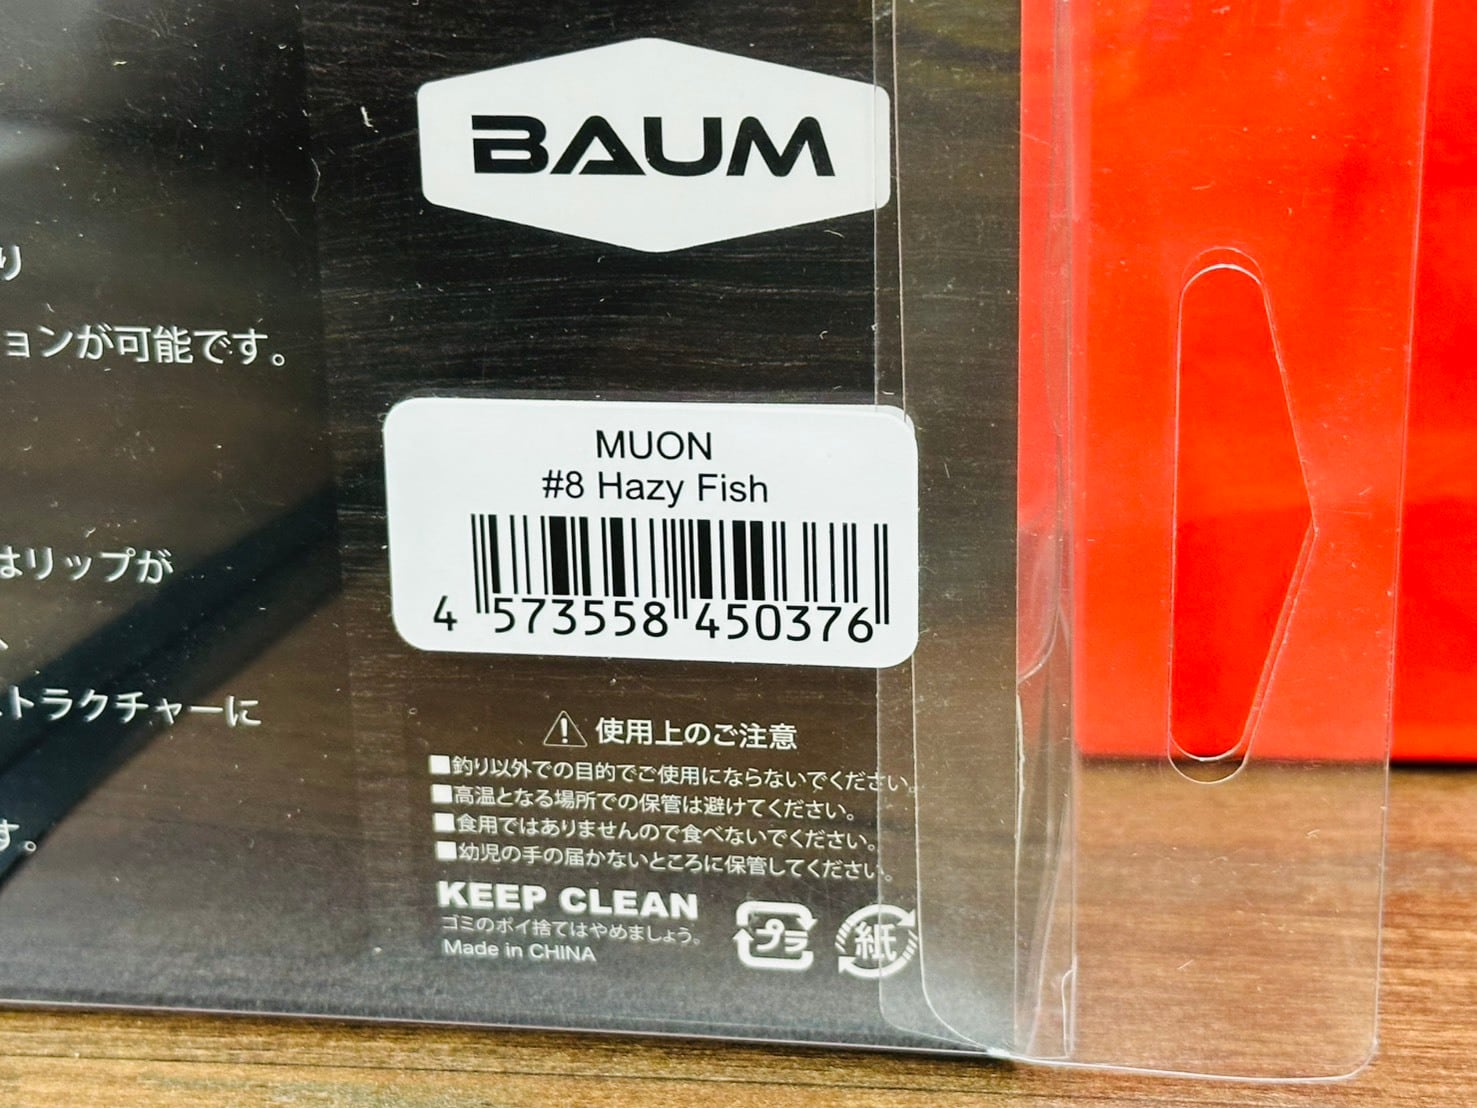 BAUM
り
ョンが可能です。
はリップが
トラクチャーに
す。
MUON
#8 Hazy Fish
4 573558 450376
使用上のご注意
■釣り以外での目的でご使用にならないでください。
■高温となる場所での保管は避けてください。
■食用ではありませんので食べないでください。
■幼児の手の届かないところに保管してください。
KEEP CLEAN
ゴミのポイ捨てはやめましょう。
Made in CHINA
プラ
紙